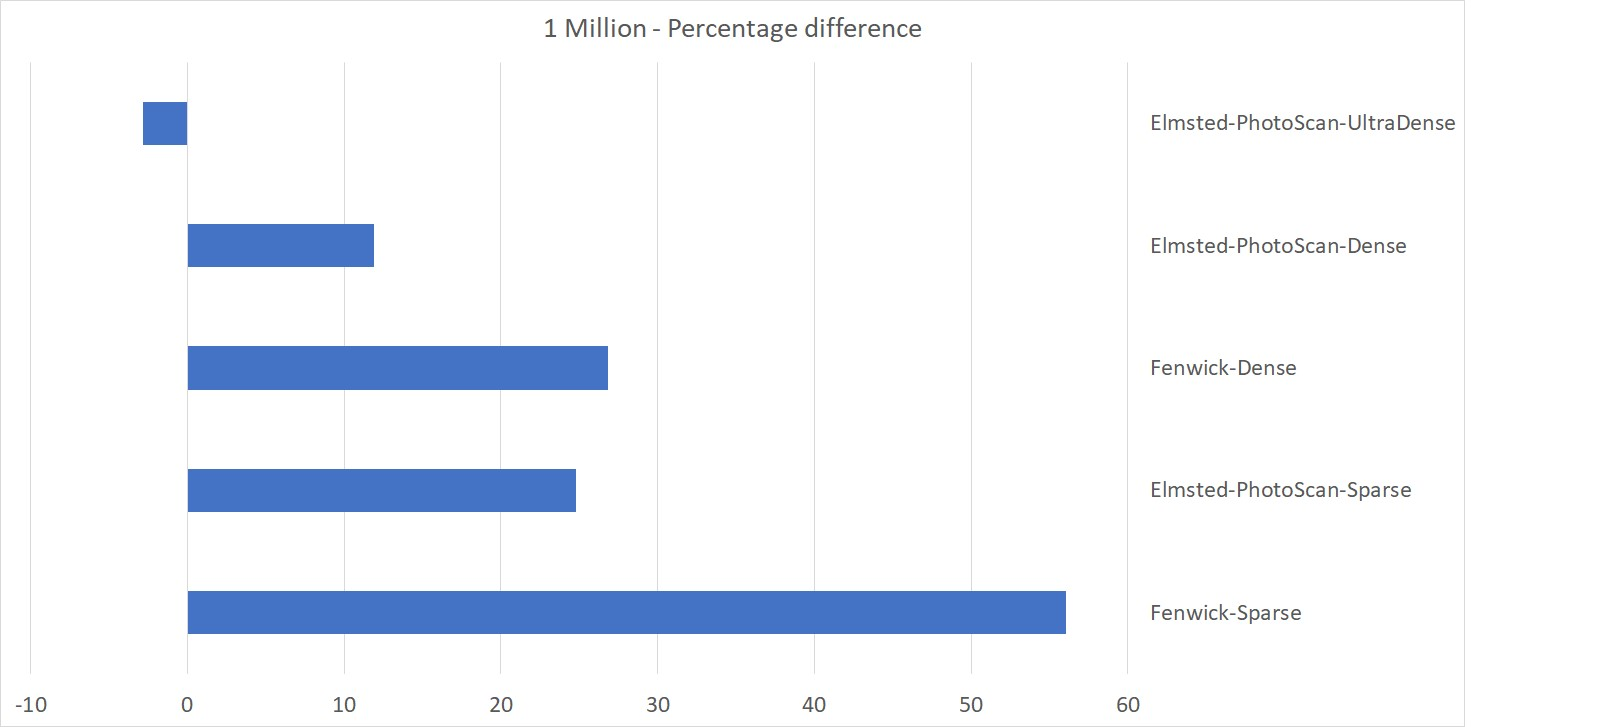 1 Million - Percentage difference
Elmsted-PhotoScan-UltraDense
Elmsted-PhotoScan-Dense
Fenwick-Dense
Elmsted-PhotoScan-Sparse
Fenwick-Sparse
-10 0 10 20 30 40 50 60